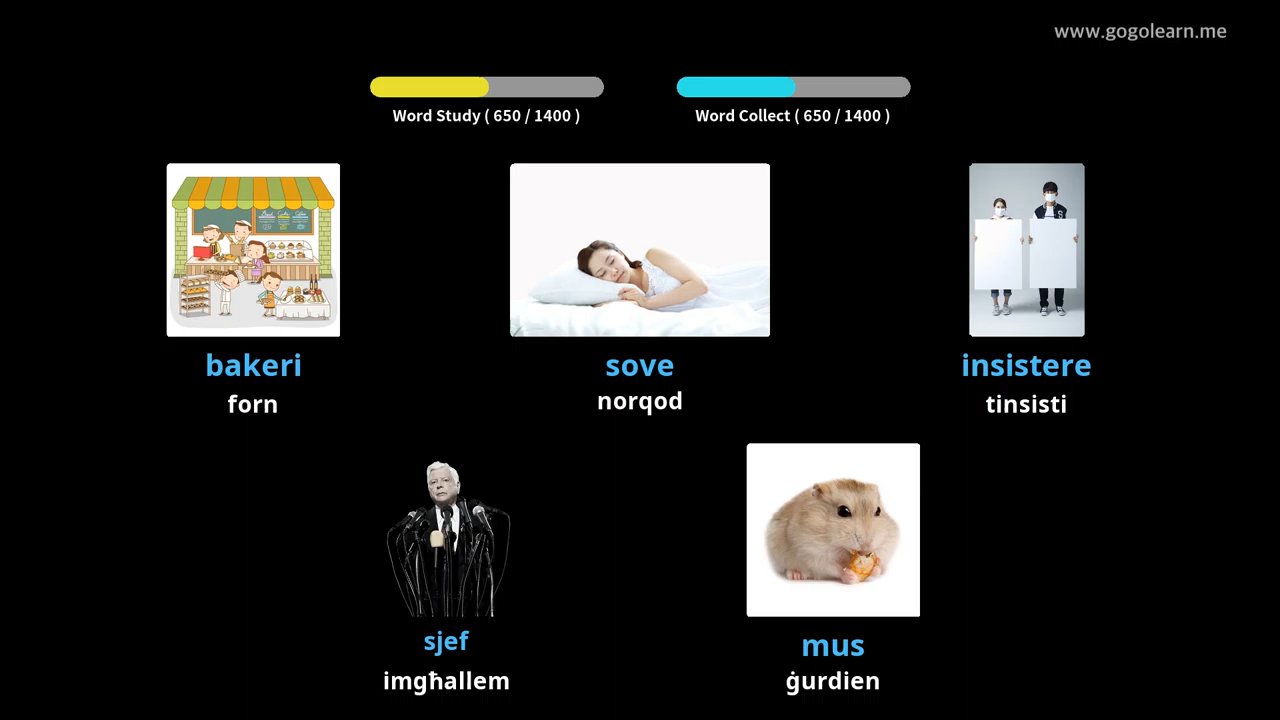 www.gogolearn.me
Word Study ( 650 / 1400 )
Word Collect ( 650 / 1400 )
bakeri
forn
sove
norqod
insistere
tinsisti
sjef
imgħallem
mus
ġurdien